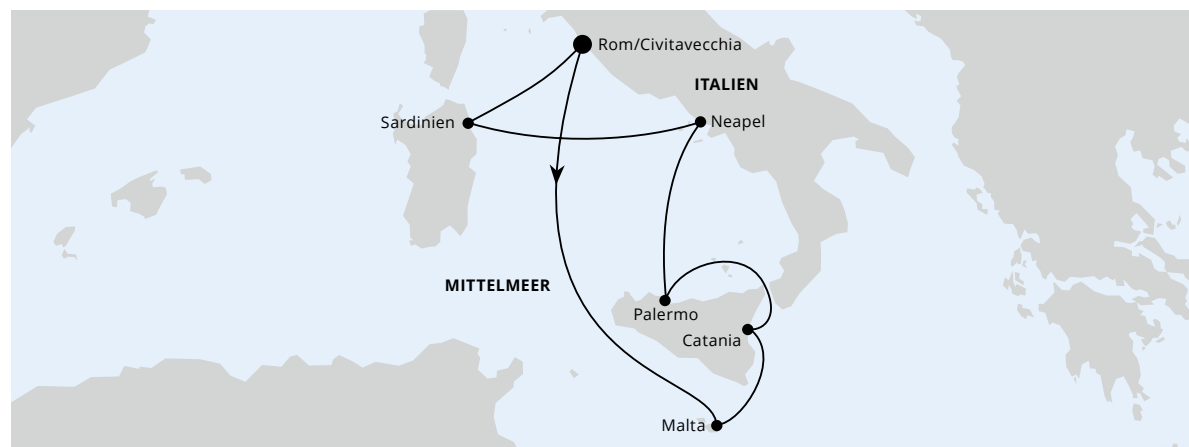 Rom/Civitavecchia
ITALIEN
Sardinien
Neapel
MITTELMEER
Palermo
Catania
Malta